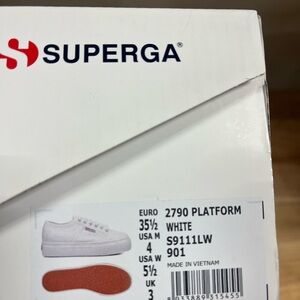 SUPERGA®
EURO
35½
USA M
4
USA W
5½
UK
3
2790 PLATFORM
WHITE
S9111LW
901
MADE IN VIETNAM